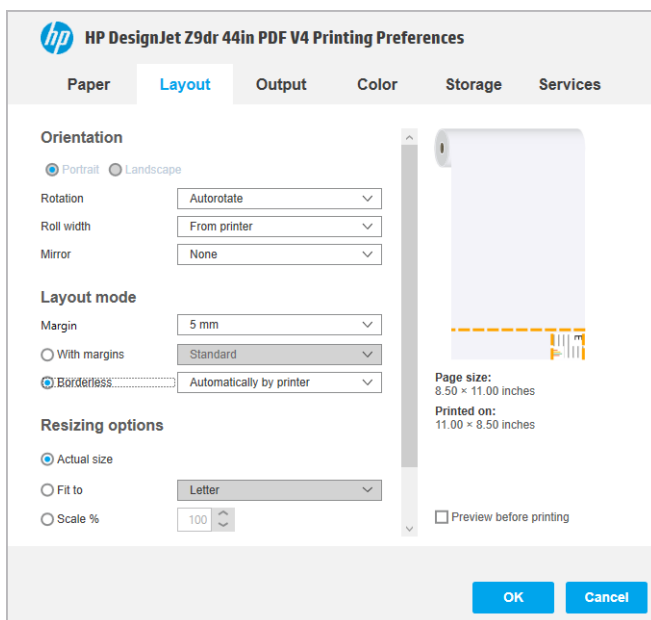 hp HP DesignJet Z9dr 44in PDF V4 Printing Preferences
Paper Layout Output Color Storage Services
Orientation
Portrait Landscape
Rotation Autorotate
Roll width From printer
Mirror None
Layout mode
Margin 5 mm
With margins Standard
Borderless Automatically by printer
Page size:
8.50 × 11.00 inches
Printed on:
11.00 × 8.50 inches
Resizing options
Actual size
Fit to Letter
Scale % 100
Preview before printing
OK Cancel